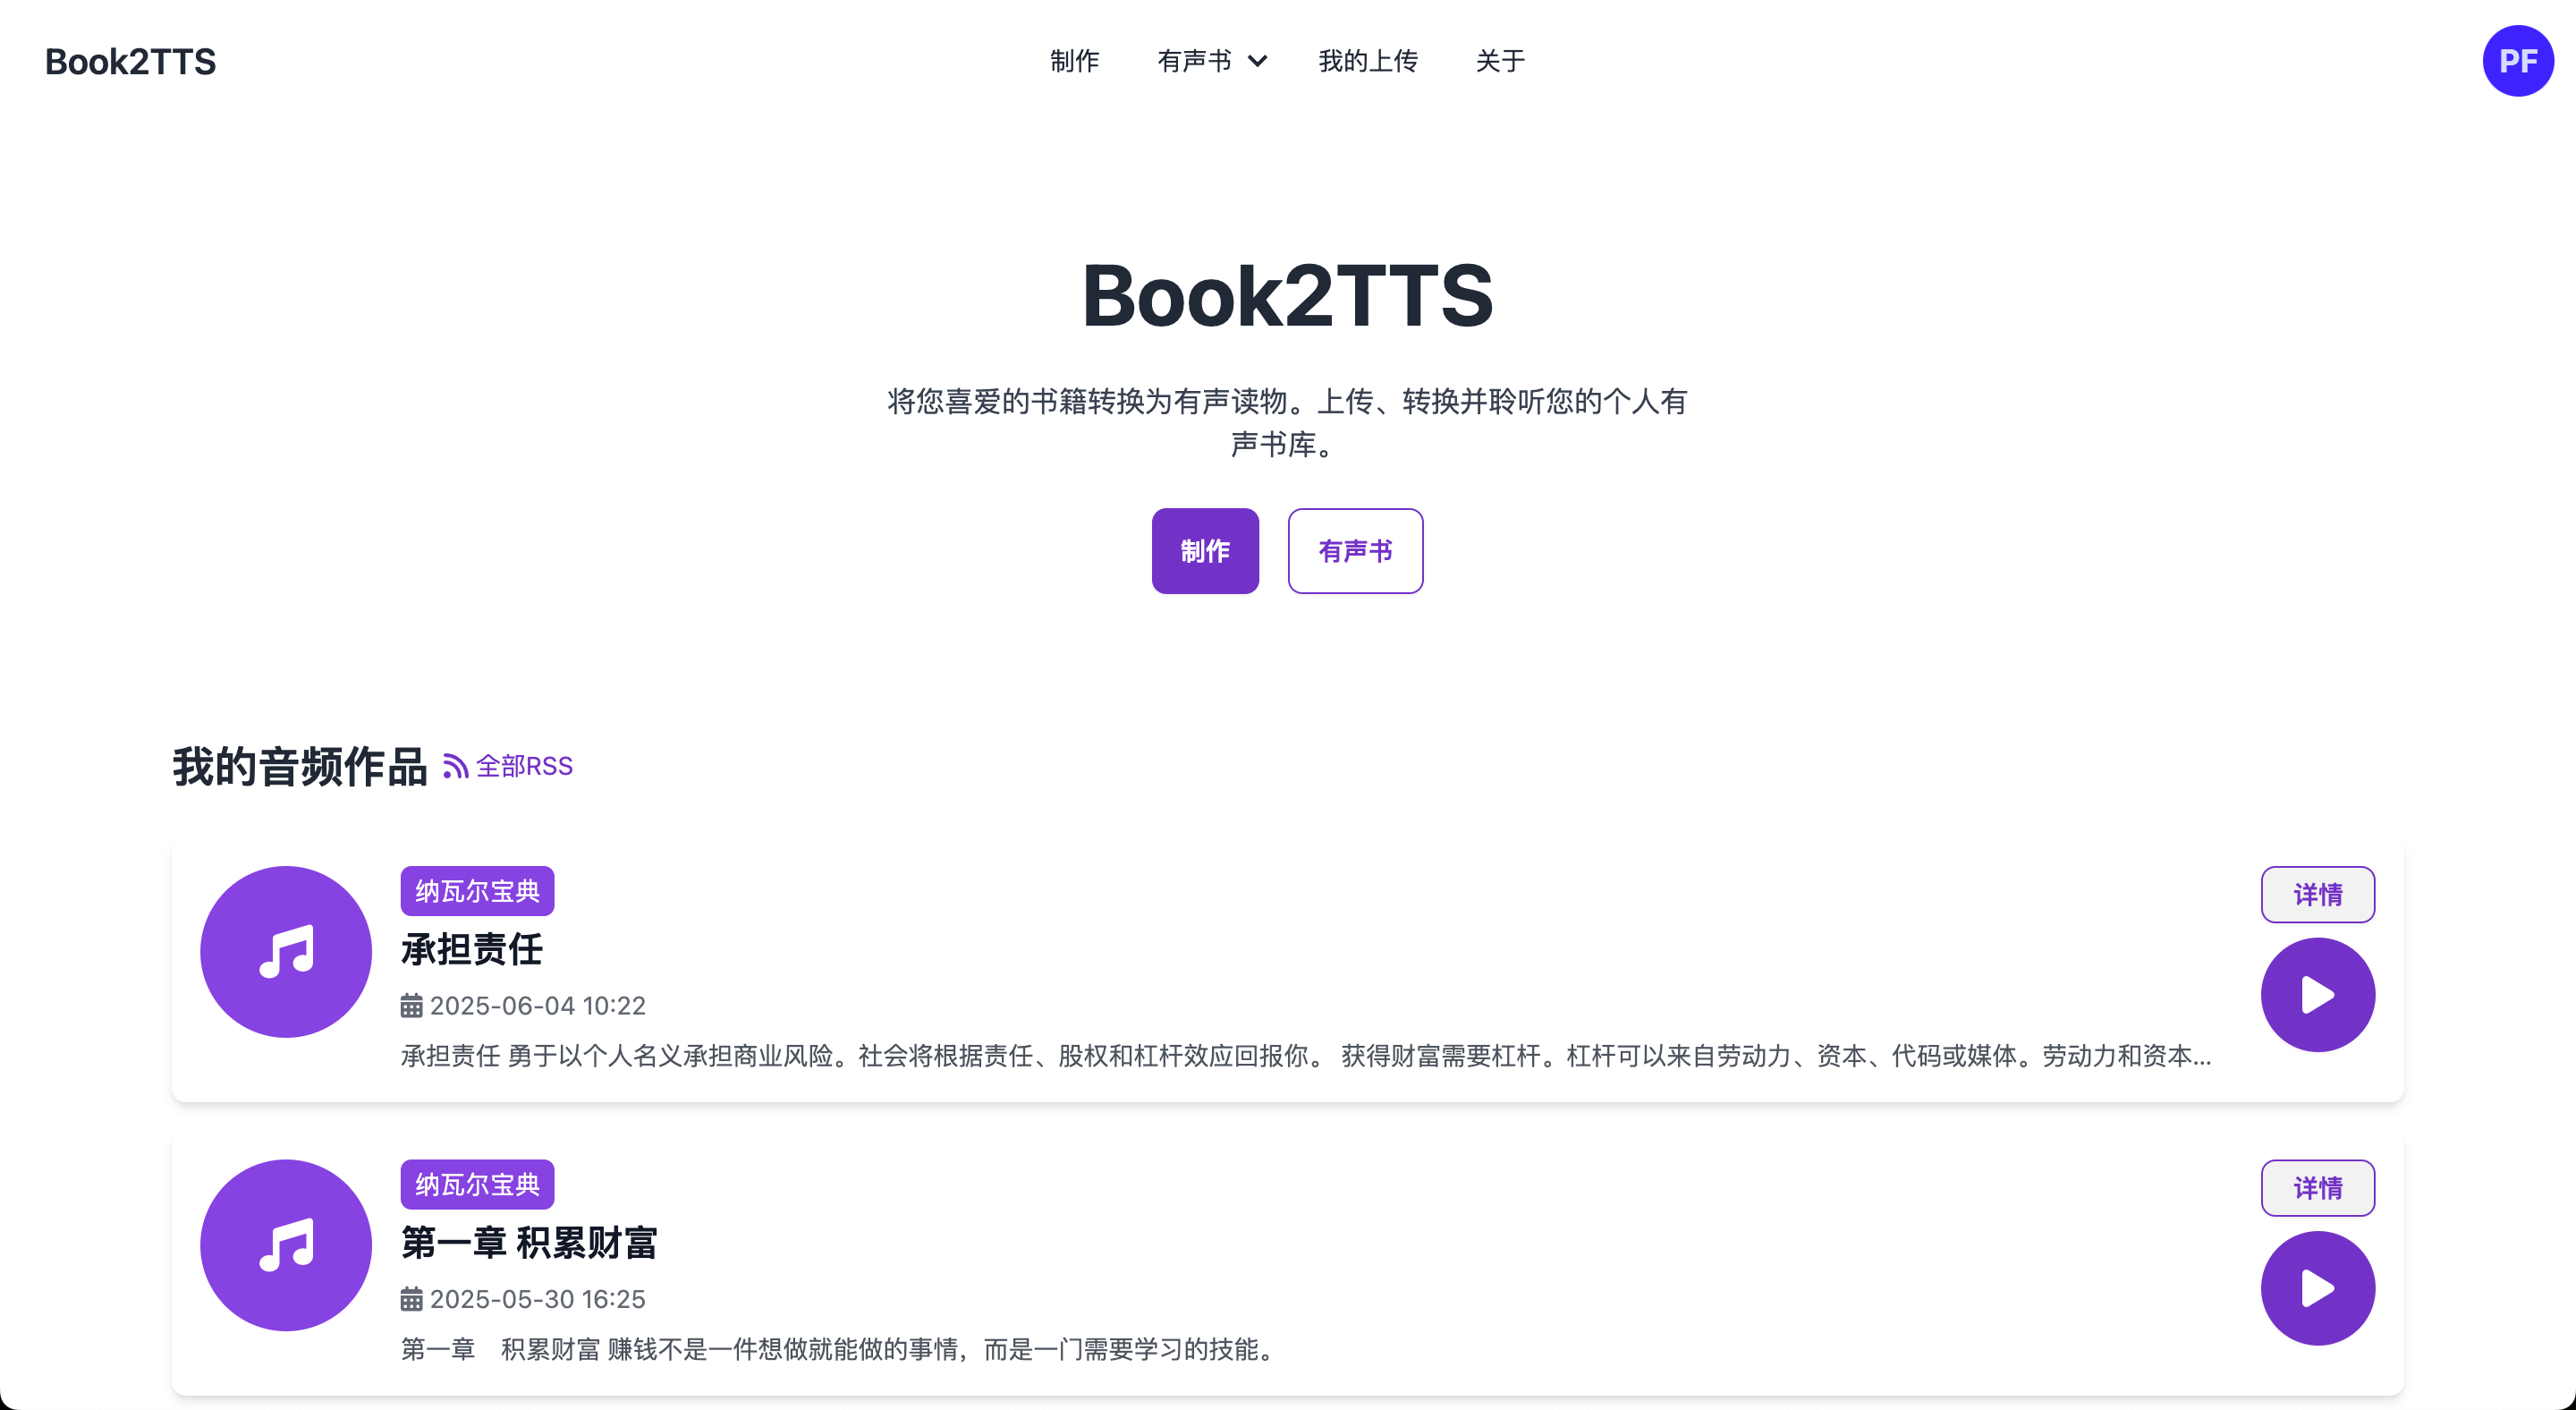 Book2TTS
制作
有声书
我的上传
关于
PF
Book2TTS
将您喜爱的书籍转换为有声读物。上传、转换并聆听您的个人有
声书库。
制作
有声书
我的音频作品
全部RSS
纳瓦尔宝典
承担责任
2025-06-04 10:22
承担责任 勇于以个人名义承担商业风险。社会将根据责任、股权和杠杆效应回报你。 获得财富需要杠杆。杠杆可以来自劳动力、资本、代码或媒体。劳动力和资本...
详情
纳瓦尔宝典
第一章 积累财富
2025-05-30 16:25
第一章　积累财富 赚钱不是一件想做就能做的事情，而是一门需要学习的技能。
详情